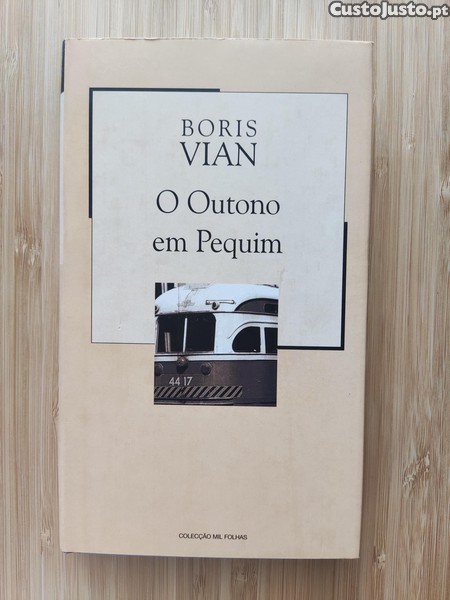 CustoJusto.pt
BORIS
VIAN
O Outono
em Pequim
44 17
COLECÇÃO MIL FOLHAS